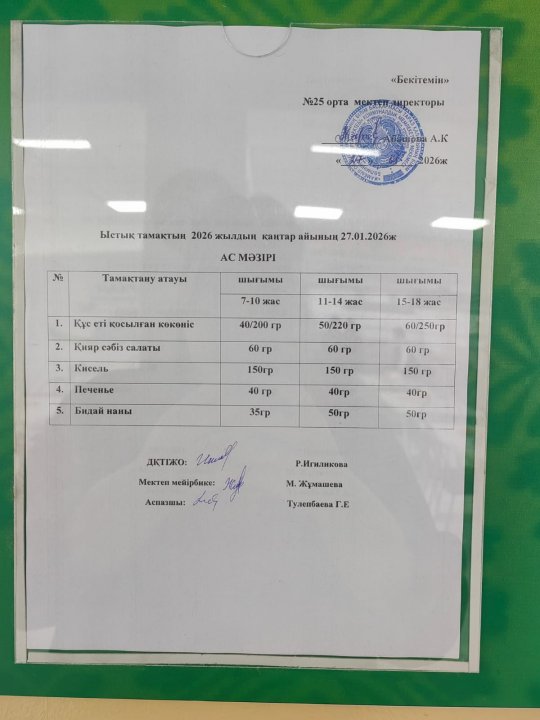 «Бекітемін»
№25 орта мектеп директоры
Абашова А.К
2026ж
Ыстық тамақтың 2026 жылдың қаңтар айының 27.01.2026ж
АС МӘЗІРІ
№ Тамақтану атауы шығымы шығымы шығымы
7-10 жас 11-14 жас 15-18 жас
1. Құс еті қосылған көкөніс 40/200 гр 50/220 гр 60/250гр
2. Қияр сәбіз салаты 60 гр 60 гр 60 гр
3. Кисель 150гр 150 гр 150 гр
4. Печенье 40 гр 40гр 40гр
5. Бидай наны 35гр 50гр 50гр
ДҚТІЖО: Р.Игиликова
Мектеп мейірбике: М. Жұмашева
Аспазшы: Тулепбаева Г.Е